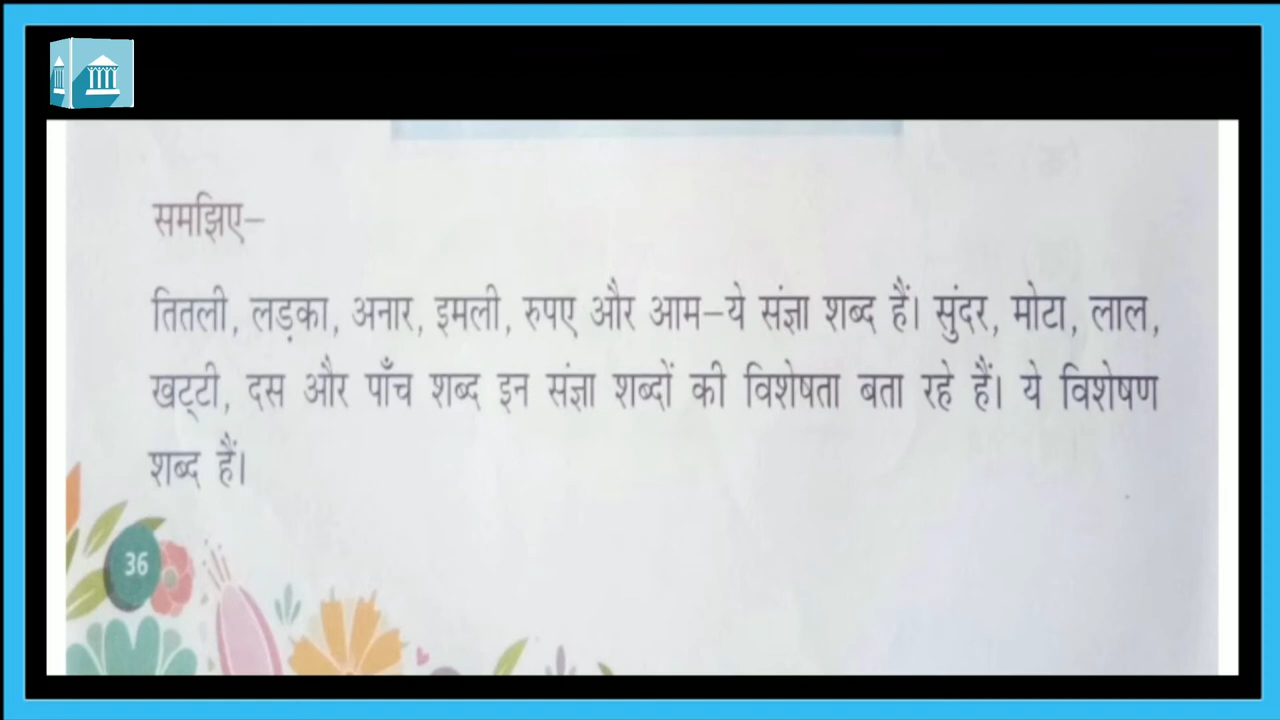 समझिए–
तितली, लड़का, अनार, इमली, रुपए और आम–ये संज्ञा शब्द हैं। सुंदर, मोटा, लाल,
खट्टी, दस और पाँच शब्द इन संज्ञा शब्दों की विशेषता बता रहे हैं। ये विशेषण
शब्द हैं।
36